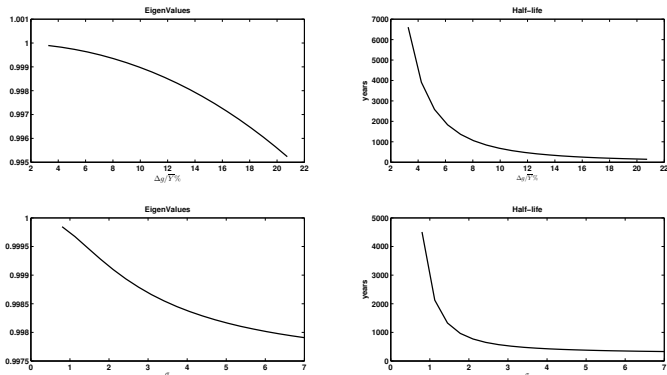 EigenValues
1.001
1
0.999
0.998
0.997
0.996
0.995
2 4 6 8 10 12 14 16 18 20 22
Δg/Y%
Half−life
7000
6000
5000
4000
3000
2000
1000
0
years
2 4 6 8 10 12 14 16 18 20 22
Δg/Y%
EigenValues
1
0.9995
0.999
0.9985
0.998
0.9975
0 1 2 3 4 5 6 7
Half−life
5000
4000
3000
2000
1000
0
years
0 1 2 3 4 5 6 7